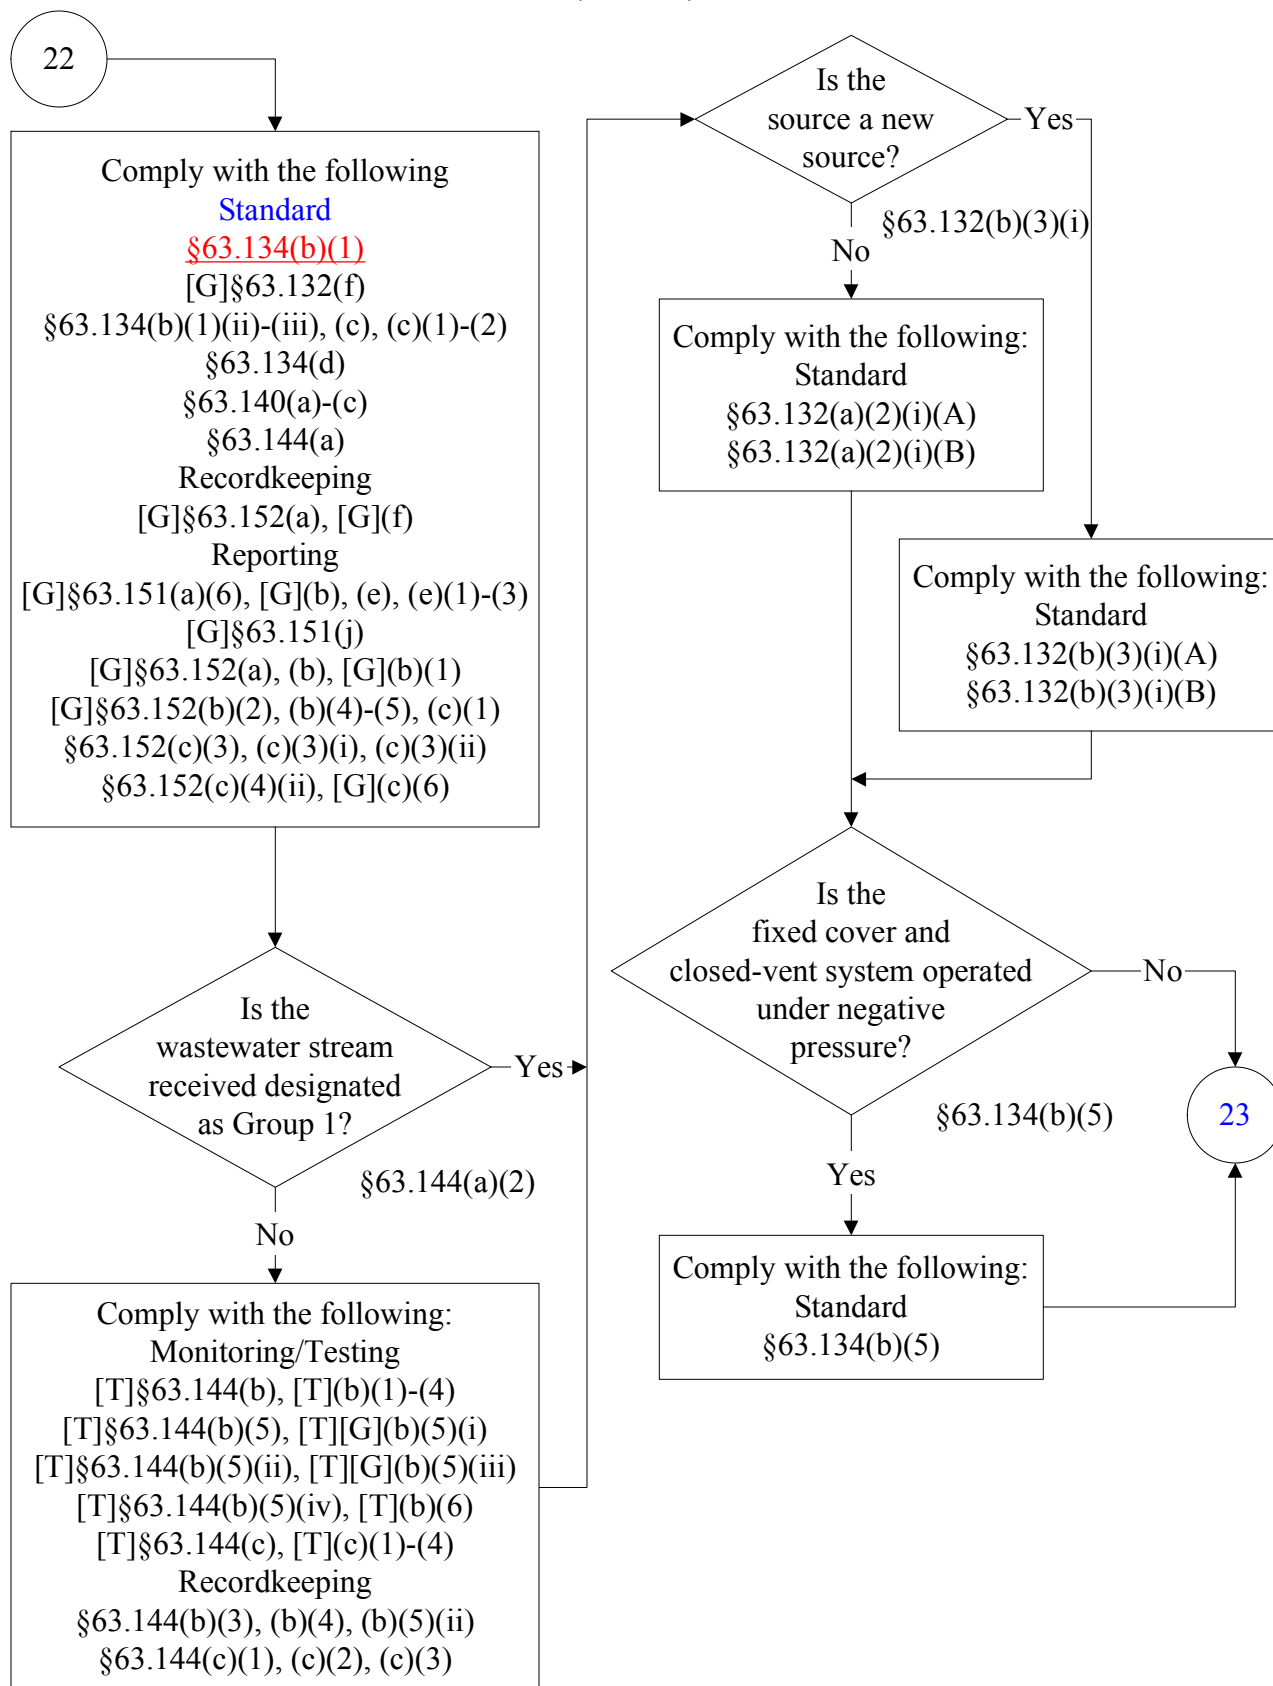 22
Comply with the following
Standard
§63.134(b)(1)
[G]§63.132(f)
§63.134(b)(1)(ii)-(iii), (c), (c)(1)-(2)
§63.134(d)
§63.140(a)-(c)
§63.144(a)
Recordkeeping
[G]§63.152(a), [G](f)
Reporting
[G]§63.151(a)(6), [G](b), (e), (e)(1)-(3)
[G]§63.151(j)
[G]§63.152(a), (b), [G](b)(1)
[G]§63.152(b)(2), (b)(4)-(5), (c)(1)
§63.152(c)(3), (c)(3)(i), (c)(3)(ii)
§63.152(c)(4)(ii), [G](c)(6)
Is the
wastewater stream
received designated
as Group 1?
Yes
§63.144(a)(2)
No
Comply with the following:
Monitoring/Testing
[T]§63.144(b), [T](b)(1)-(4)
[T]§63.144(b)(5), [T][G](b)(5)(i)
[T]§63.144(b)(5)(ii), [T][G](b)(5)(iii)
[T]§63.144(b)(5)(iv), [T](b)(6)
[T]§63.144(c), [T](c)(1)-(4)
Recordkeeping
§63.144(b)(3), (b)(4), (b)(5)(ii)
§63.144(c)(1), (c)(2), (c)(3)
Is the
source a new
source?
Yes
§63.132(b)(3)(i)
No
Comply with the following:
Standard
§63.132(a)(2)(i)(A)
§63.132(a)(2)(i)(B)
Comply with the following:
Standard
§63.132(b)(3)(i)(A)
§63.132(b)(3)(i)(B)
Is the
fixed cover and
closed-vent system operated
under negative
pressure?
No
§63.134(b)(5)
23
Yes
Comply with the following:
Standard
§63.134(b)(5)